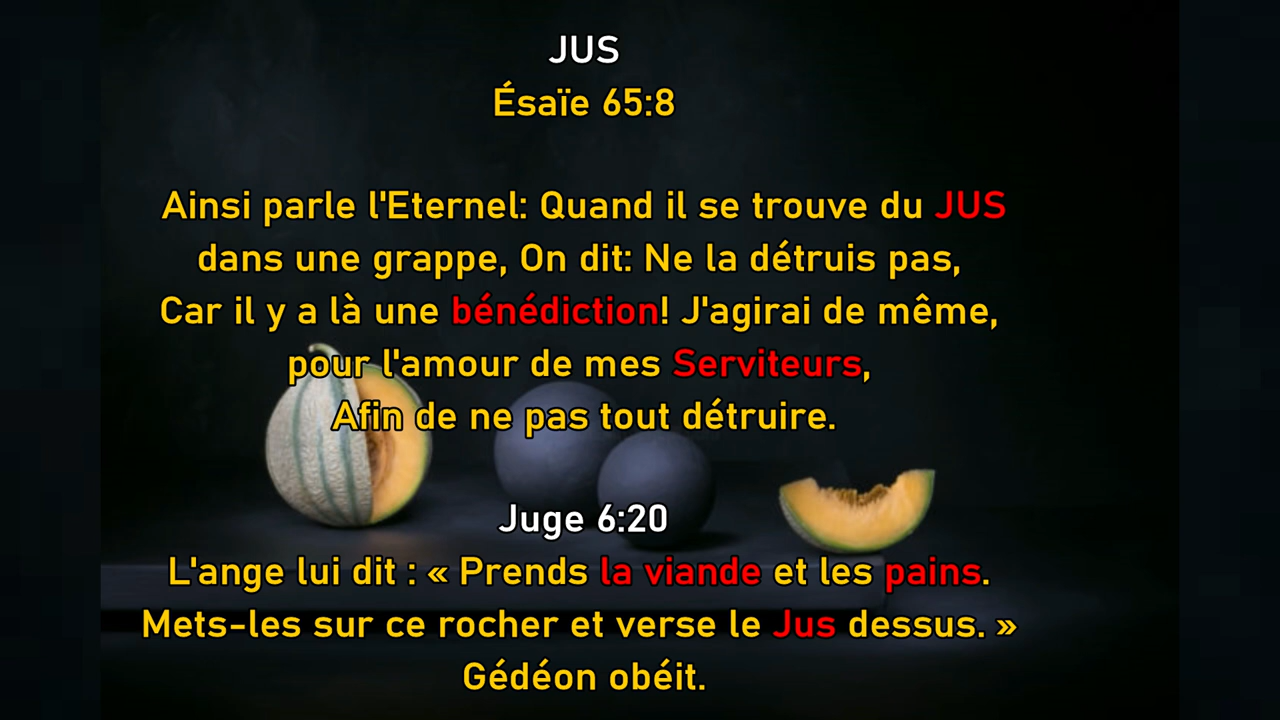 JUS
Ésaïe 65:8
Ainsi parle l'Eternel: Quand il se trouve du JUS
dans une grappe, On dit: Ne la détruis pas,
Car il y a là une bénédiction! J'agirai de même,
pour l'amour de mes Serviteurs,
Afin de ne pas tout détruire.
Juge 6:20
L'ange lui dit : « Prends la viande et les pains.
Mets-les sur ce rocher et verse le Jus dessus. »
Gédéon obéit.